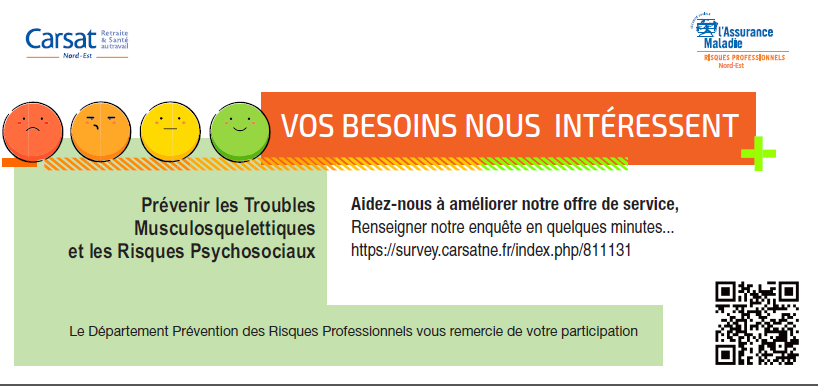 Carsat Retraite
& Santé
au travail
Nord-Est
l'Assurance
Maladie
RISQUES PROFESSIONNELS
Nord-Est
VOS BESOINS NOUS INTÉRESSENT
Prévenir les Troubles
Musculosquelettiques
et les Risques Psychosociaux
Aidez-nous à améliorer notre offre de service,
Renseigner notre enquête en quelques minutes...
https://survey.carsatne.fr/index.php/811131
Le Département Prévention des Risques Professionnels vous remercie de votre participation